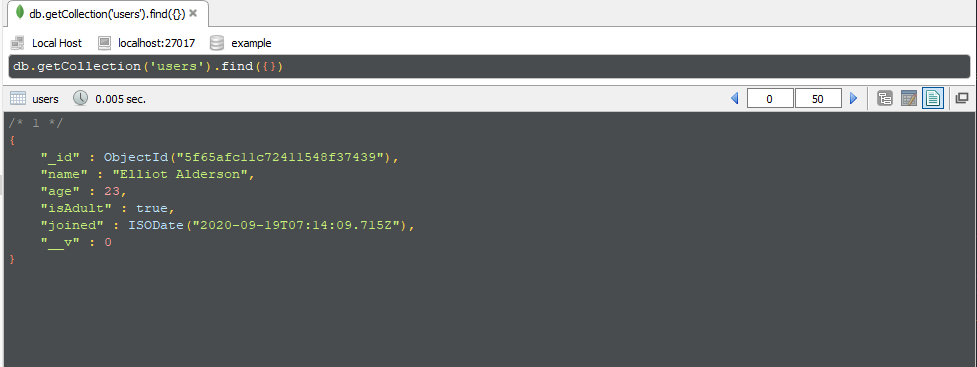 db.getCollection('users').find({})
Local Host localhost:27017 example
db.getCollection('users').find({})
users 0.005 sec. 0 50
/* 1 */
{
    "_id" : ObjectId("5f65afc11c72411548f37439"),
    "name" : "Elliot Alderson",
    "age" : 23,
    "isAdult" : true,
    "joined" : ISODate("2020-09-19T07:14:09.715Z"),
    "__v" : 0
}